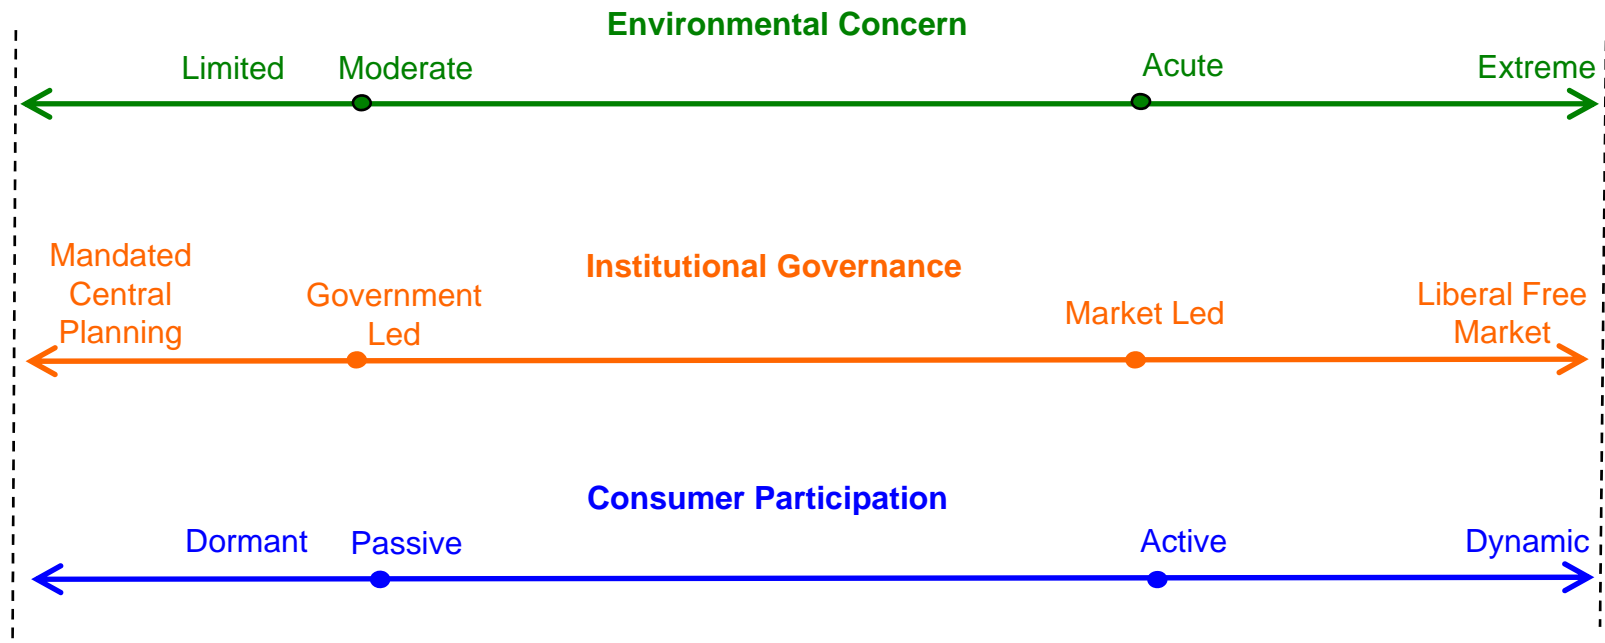 Environmental Concern
Limited
Moderate
Acute
Extreme
Institutional Governance
Mandated
Central
Planning
Government
Led
Market Led
Liberal Free
Market
Consumer Participation
Dormant
Passive
Active
Dynamic